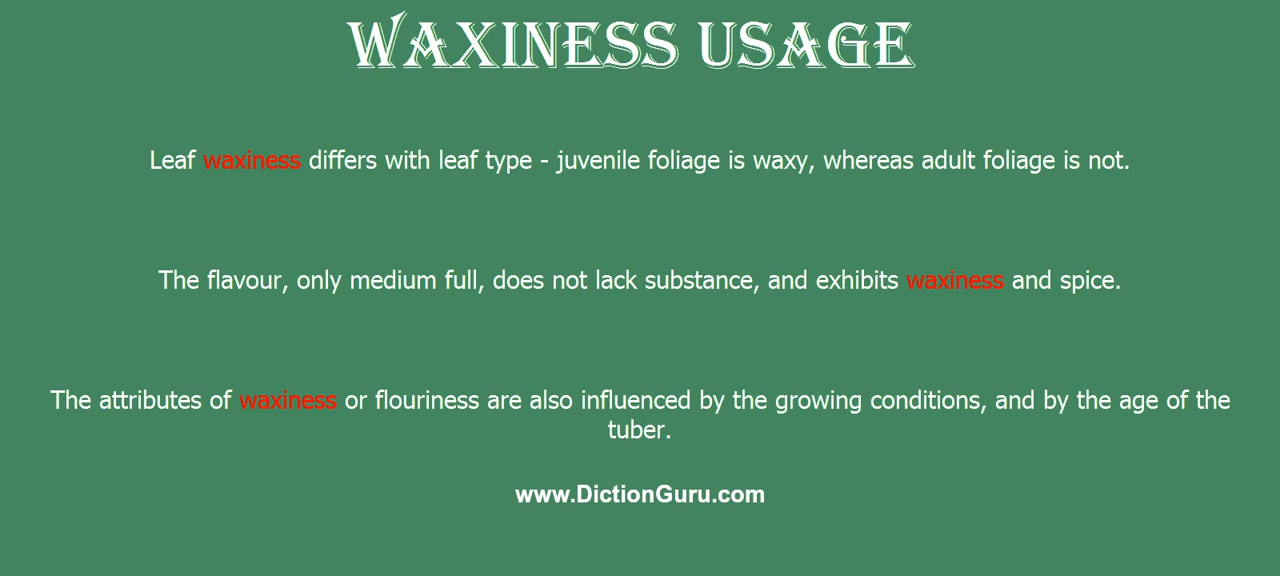 WAXINESS USAGE
Leaf waxiness differs with leaf type - juvenile foliage is waxy, whereas adult foliage is not.
The flavour, only medium full, does not lack substance, and exhibits waxiness and spice.
The attributes of waxiness or flouriness are also influenced by the growing conditions, and by the age of the
tuber.
www.DictionGuru.com